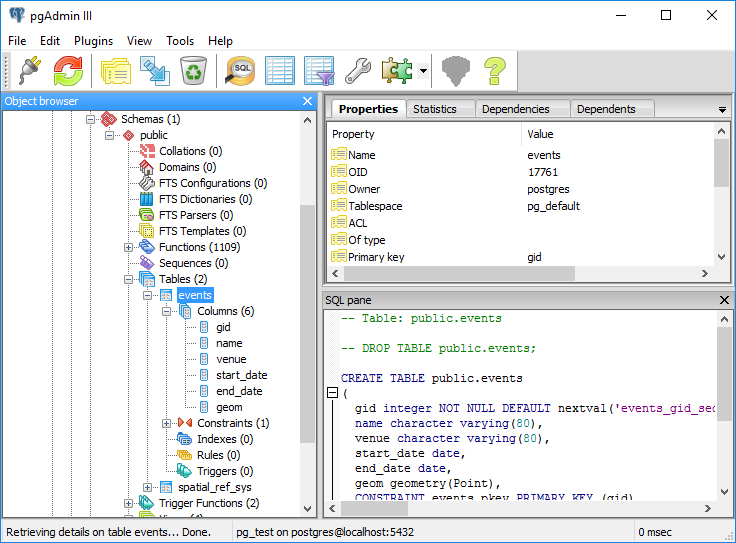 pgAdmin III
File Edit Plugins View Tools Help
SQL
Object browser
Schemas (1)
public
Collations (0)
Domains (0)
FTS Configurations (0)
FTS Dictionaries (0)
FTS Parsers (0)
FTS Templates (0)
Functions (1109)
Sequences (0)
Tables (2)
events
Columns (6)
gid
name
venue
start_date
end_date
geom
Constraints (1)
Indexes (0)
Rules (0)
Triggers (0)
spatial_ref_sys
Trigger Functions (2)
Properties Statistics Dependencies Dependents
Property Value
Name events
OID 17761
Owner postgres
Tablespace pg_default
ACL
Of type
Primary key gid
SQL pane
-- Table: public.events
-- DROP TABLE public.events;
CREATE TABLE public.events
(
gid integer NOT NULL DEFAULT nextval('events_gid_seq
name character varying(80),
venue character varying(80),
start_date date,
end_date date,
geom geometry(Point),
CONSTRAINT events_pkey PRIMARY KEY (gid)
Retrieving details on table events... Done. pg_test on postgres@localhost:5432 0 msec